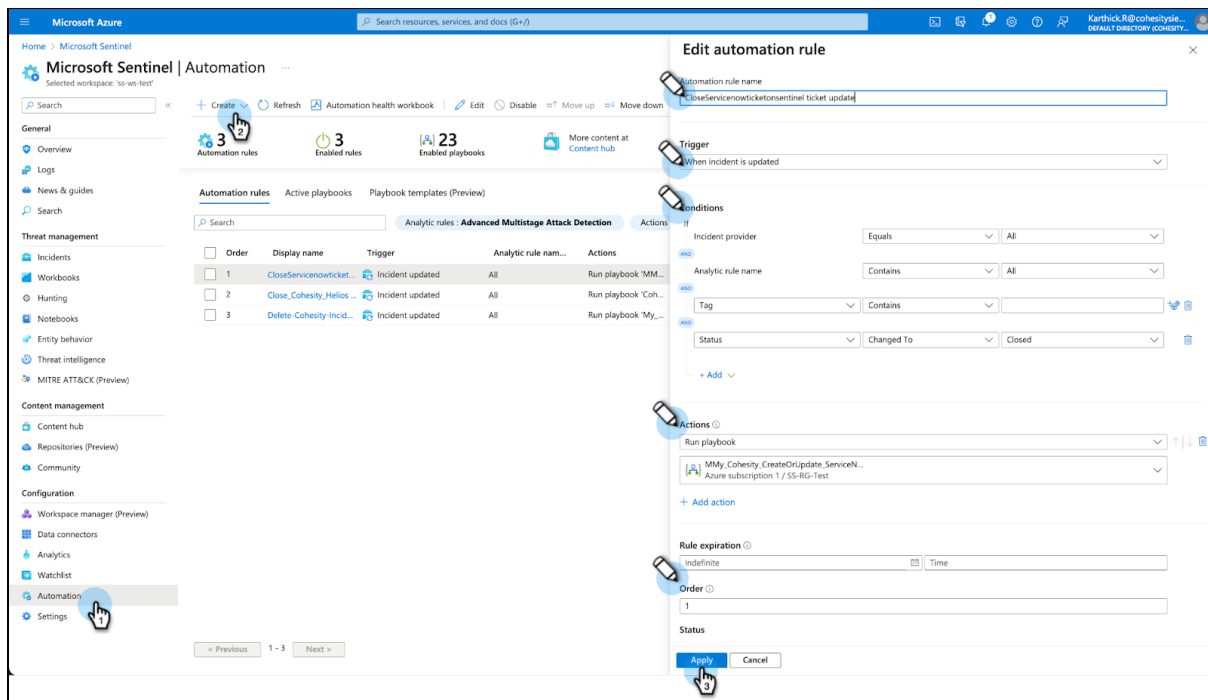 Microsoft Azure
Search resources, services, and docs (G+/)
Karthick.R@cohesitysie...
DEFAULT DIRECTORY (COHESITY...
Home > Microsoft Sentinel
Microsoft Sentinel | Automation ...
Selected workspace: 'ss-ws-test'
Search
«
General
Overview
Logs
News & guides
Search
Threat management
Incidents
Workbooks
Hunting
Notebooks
Entity behavior
Threat intelligence
MITRE ATT&CK (Preview)
Content management
Content hub
Repositories (Preview)
Community
Configuration
Workspace manager (Preview)
Data connectors
Analytics
Watchlist
Automation
Settings
1
+ Create Refresh Automation health workbook Edit Disable Move up Move down
2
3
Automation rules
3
Enabled rules
23
Enabled playbooks
More content at
Content hub
Automation rules Active playbooks Playbook templates (Preview)
Search
Analytic rules : Advanced Multistage Attack Detection
Actions
Order Display name Trigger Analytic rule nam... Actions
1 CloseServicenowticket... Incident updated All Run playbook 'MM...
2 Close_Cohesity_Helios ... Incident updated All Run playbook 'Coh...
3 Delete-Cohesity-Incid... Incident updated All Run playbook 'My_...
< Previous 1 - 3 Next >
Edit automation rule
Automation rule name
CloseServicenowticketonsentinel ticket update
Trigger
When incident is updated
Conditions
If
Incident provider Equals All
AND
Analytic rule name Contains All
AND
Tag Contains
AND
Status Changed To Closed
+ Add
Actions
Run playbook
MMy_Cohesity_CreateOrUpdate_ServiceN...
Azure subscription 1 / SS-RG-Test
+ Add action
Rule expiration
Indefinite Time
Order
1
Status
Apply Cancel
3